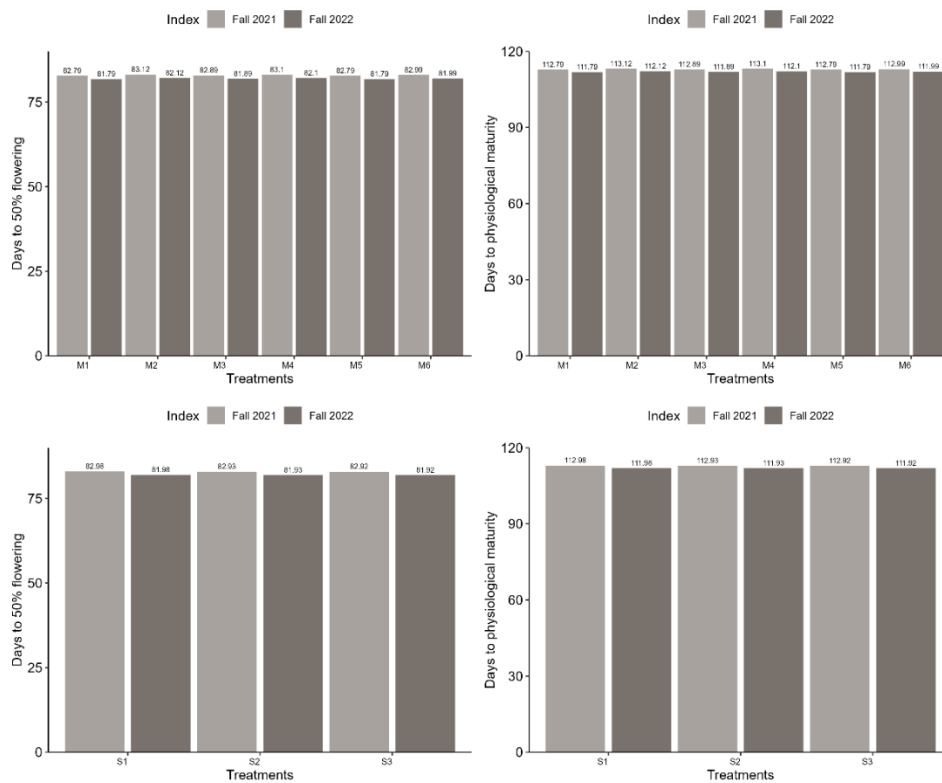 Index Fall 2021 Fall 2022
82.79 81.79 83.12 82.12 82.89 81.89 83.1 82.1 82.79 81.79 82.99 81.99
Days to 50% flowering
75
50
25
0
M1 M2 M3 M4 M5 M6
Treatments
Index Fall 2021 Fall 2022
120
112.79 111.79 113.12 112.12 112.89 111.89 113.1 112.1 112.79 111.79 112.99 111.99
Days to physiological maturity
90
60
30
0
M1 M2 M3 M4 M5 M6
Treatments
Index Fall 2021 Fall 2022
82.98 81.98 82.93 81.93 82.92 81.92
Days to 50% flowering
75
50
25
0
S1 S2 S3
Treatments
Index Fall 2021 Fall 2022
120
112.98 111.98 112.93 111.93 112.92 111.92
Days to physiological maturity
90
60
30
0
S1 S2 S3
Treatments